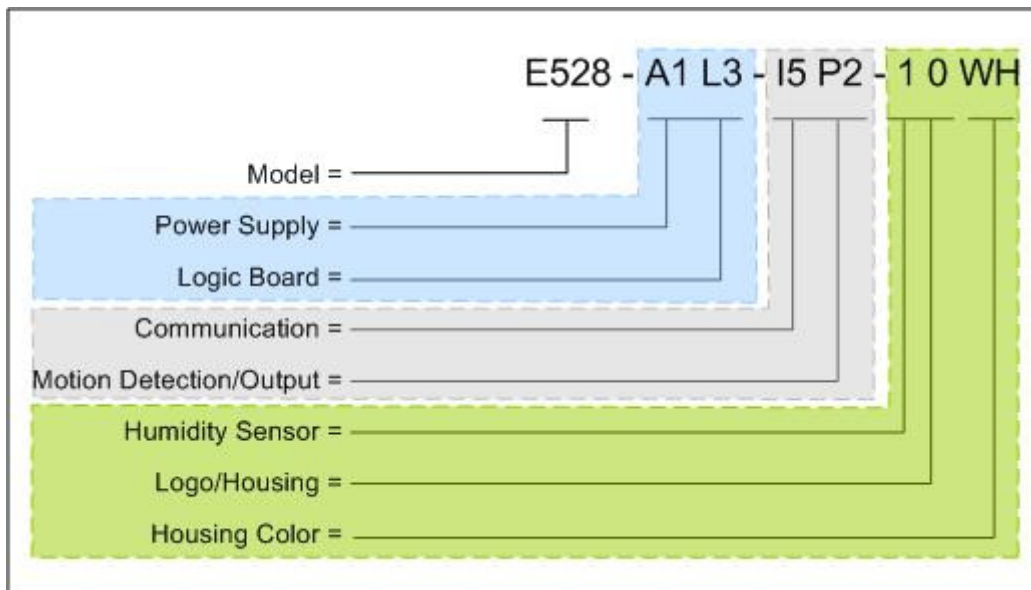 E528 - A1 L3 - I5 P2 - 1 0 WH
Model =
Power Supply =
Logic Board =
Communication =
Motion Detection/Output =
Humidity Sensor =
Logo/Housing =
Housing Color =